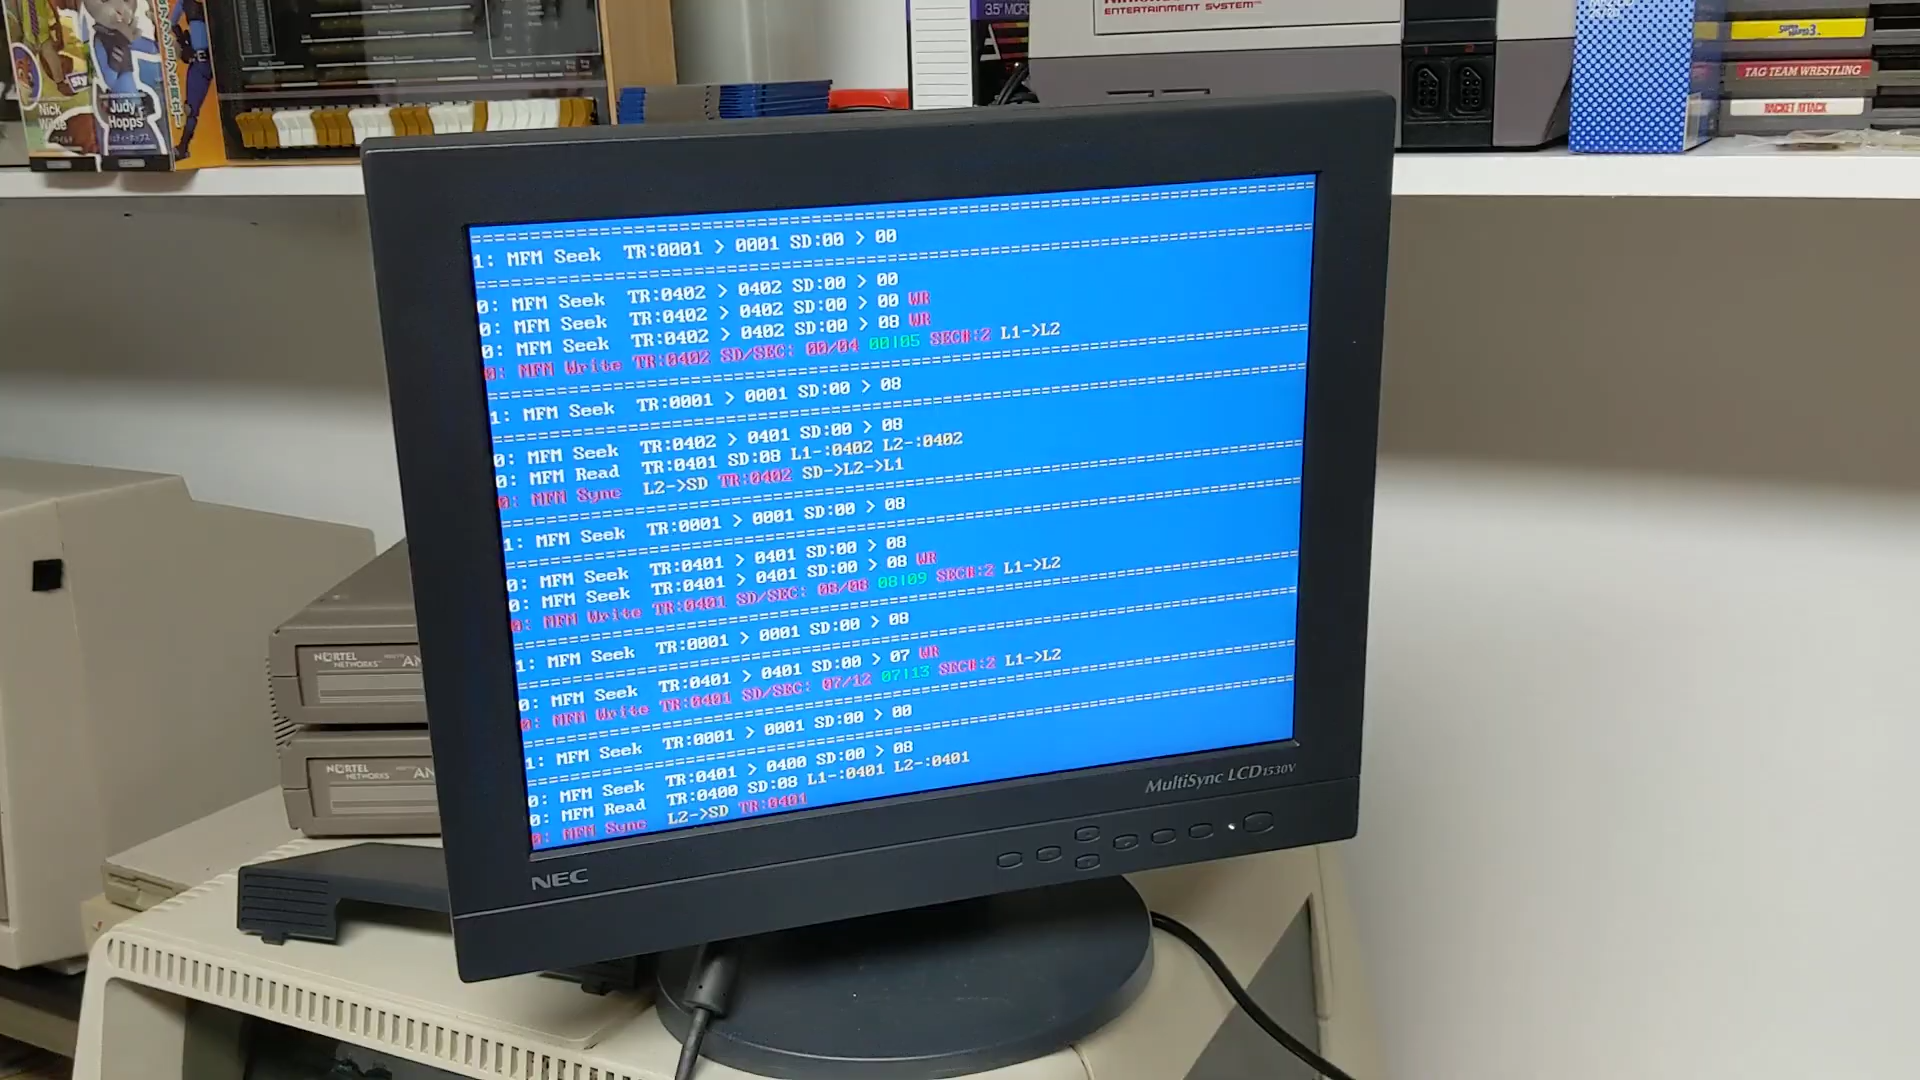 Nick
Wilde
Judy
Hopps
sty
3.5" MICRO
ENTERTAINMENT SYSTEM
TAG TEAM WRESTLING
RACKET ATTACK
================================================
1: MFM Seek TR:0001 > 0001 SD:00 > 00
================================================
0: MFM Seek TR:0402 > 0402 SD:00 > 00
0: MFM Seek TR:0402 > 0402 SD:00 > 00 WR
0: MFM Seek TR:0402 > 0402 SD:00 > 08 WR
0: MFM Write TR:0402 SD/SEC: 00/04 00|05 SEC#:2 L1->L2
================================================
1: MFM Seek TR:0001 > 0001 SD:00 > 08
================================================
0: MFM Seek TR:0402 > 0401 SD:00 > 08
0: MFM Read TR:0401 SD:08 L1-:0402 L2-:0402
0: MFM Sync L2->SD TR:0402 SD->L2->L1
================================================
1: MFM Seek TR:0001 > 0001 SD:00 > 08
================================================
0: MFM Seek TR:0401 > 0401 SD:00 > 08
0: MFM Seek TR:0401 > 0401 SD:00 > 08 WR
0: MFM Write TR:0401 SD/SEC: 08/08 08|09 SEC#:2 L1->L2
================================================
1: MFM Seek TR:0001 > 0001 SD:00 > 08
================================================
0: MFM Seek TR:0401 > 0401 SD:00 > 07 WR
0: MFM Write TR:0401 SD/SEC: 07/12 07|13 SEC#:2 L1->L2
================================================
1: MFM Seek TR:0001 > 0001 SD:00 > 00
================================================
0: MFM Seek TR:0401 > 0400 SD:00 > 08
0: MFM Read TR:0400 SD:08 L1-:0401 L2-:0401
0: MFM Sync L2->SD TR:0401
MultiSync LCD1530V
NEC
NORTEL
NETWORKS
NORTEL
NETWORKS